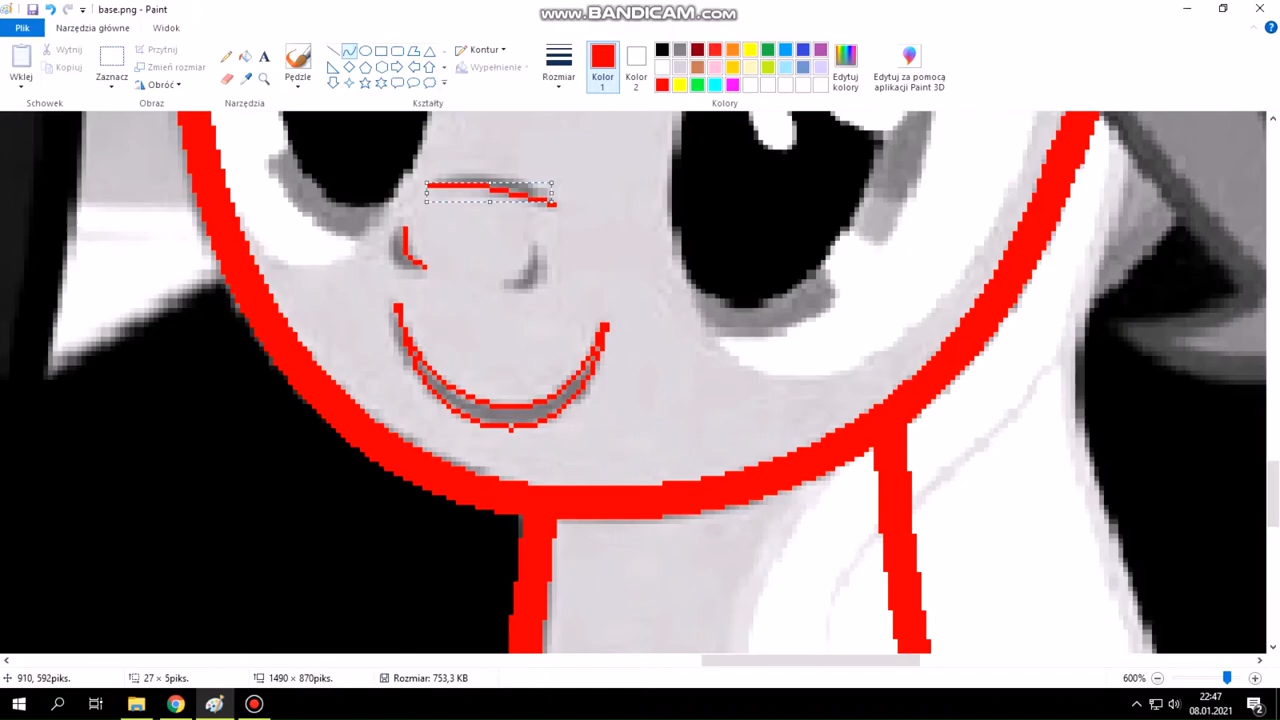 base.png - Paint
www.BANDICAM.com
Plik
Narzędzia główne
Widok
Wklej
Wytnij
Kopiuj
Schowek
Zaznacz
Przytnij
Zmień rozmiar
Obróć
Obraz
A
Narzędzia
Pędzle
Kontur
Wypełnienie
Kształty
Rozmiar
Kolor
1
Kolor
2
Edytuj
kolory
Kolory
Edytuj za pomocą
aplikacji Paint 3D
910, 592piks.
27 × 5piks.
1490 × 870piks.
Rozmiar: 753,3 KB
600%
22:47
08.01.2021
2